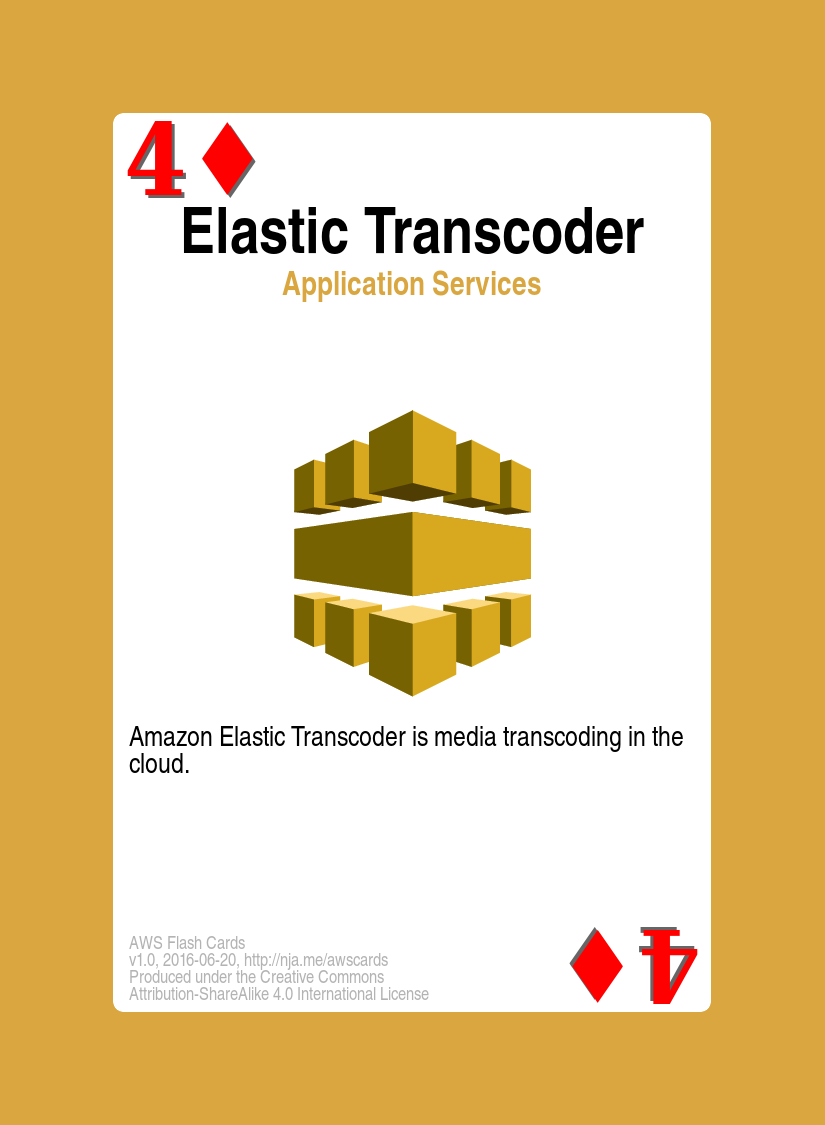 4♦
Elastic Transcoder
Application Services
Amazon Elastic Transcoder is media transcoding in the
cloud.
AWS Flash Cards
v1.0, 2016-06-20, http://nja.me/awscards
Produced under the Creative Commons
Attribution-ShareAlike 4.0 International License
4♦